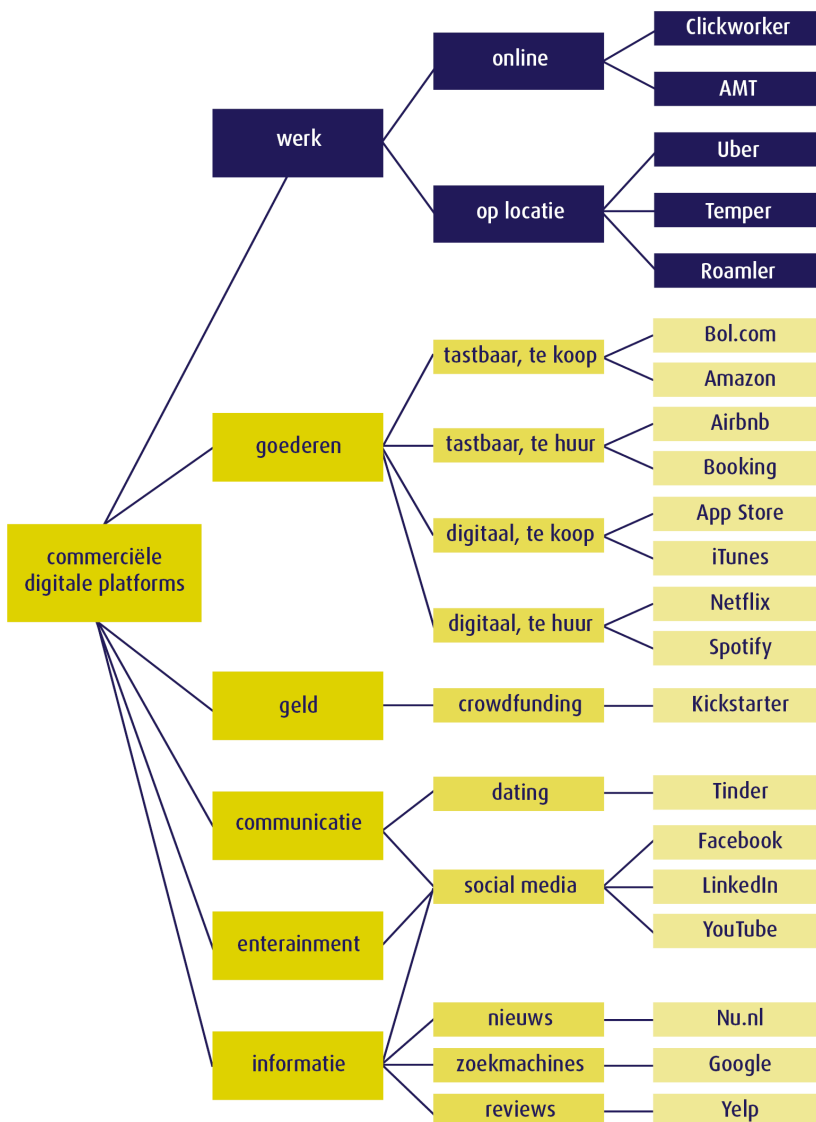 commerciële
digitale platforms
werk
online
Clickworker
AMT
op locatie
Uber
Temper
Roamler
goederen
tastbaar, te koop
Bol.com
Amazon
tastbaar, te huur
Airbnb
Booking
digitaal, te koop
App Store
iTunes
digitaal, te huur
Netflix
Spotify
geld
crowdfunding
Kickstarter
communicatie
dating
Tinder
social media
Facebook
LinkedIn
YouTube
enterainment
informatie
nieuws
Nu.nl
zoekmachines
Google
reviews
Yelp